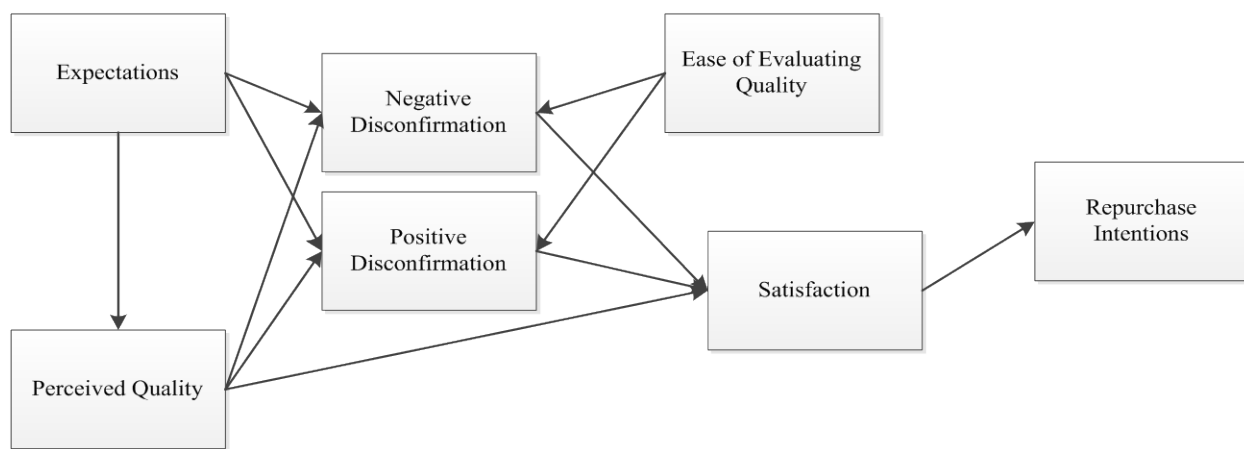 Expectations
Negative
Disconfirmation
Ease of Evaluating
Quality
Positive
Disconfirmation
Repurchase
Intentions
Satisfaction
Perceived Quality